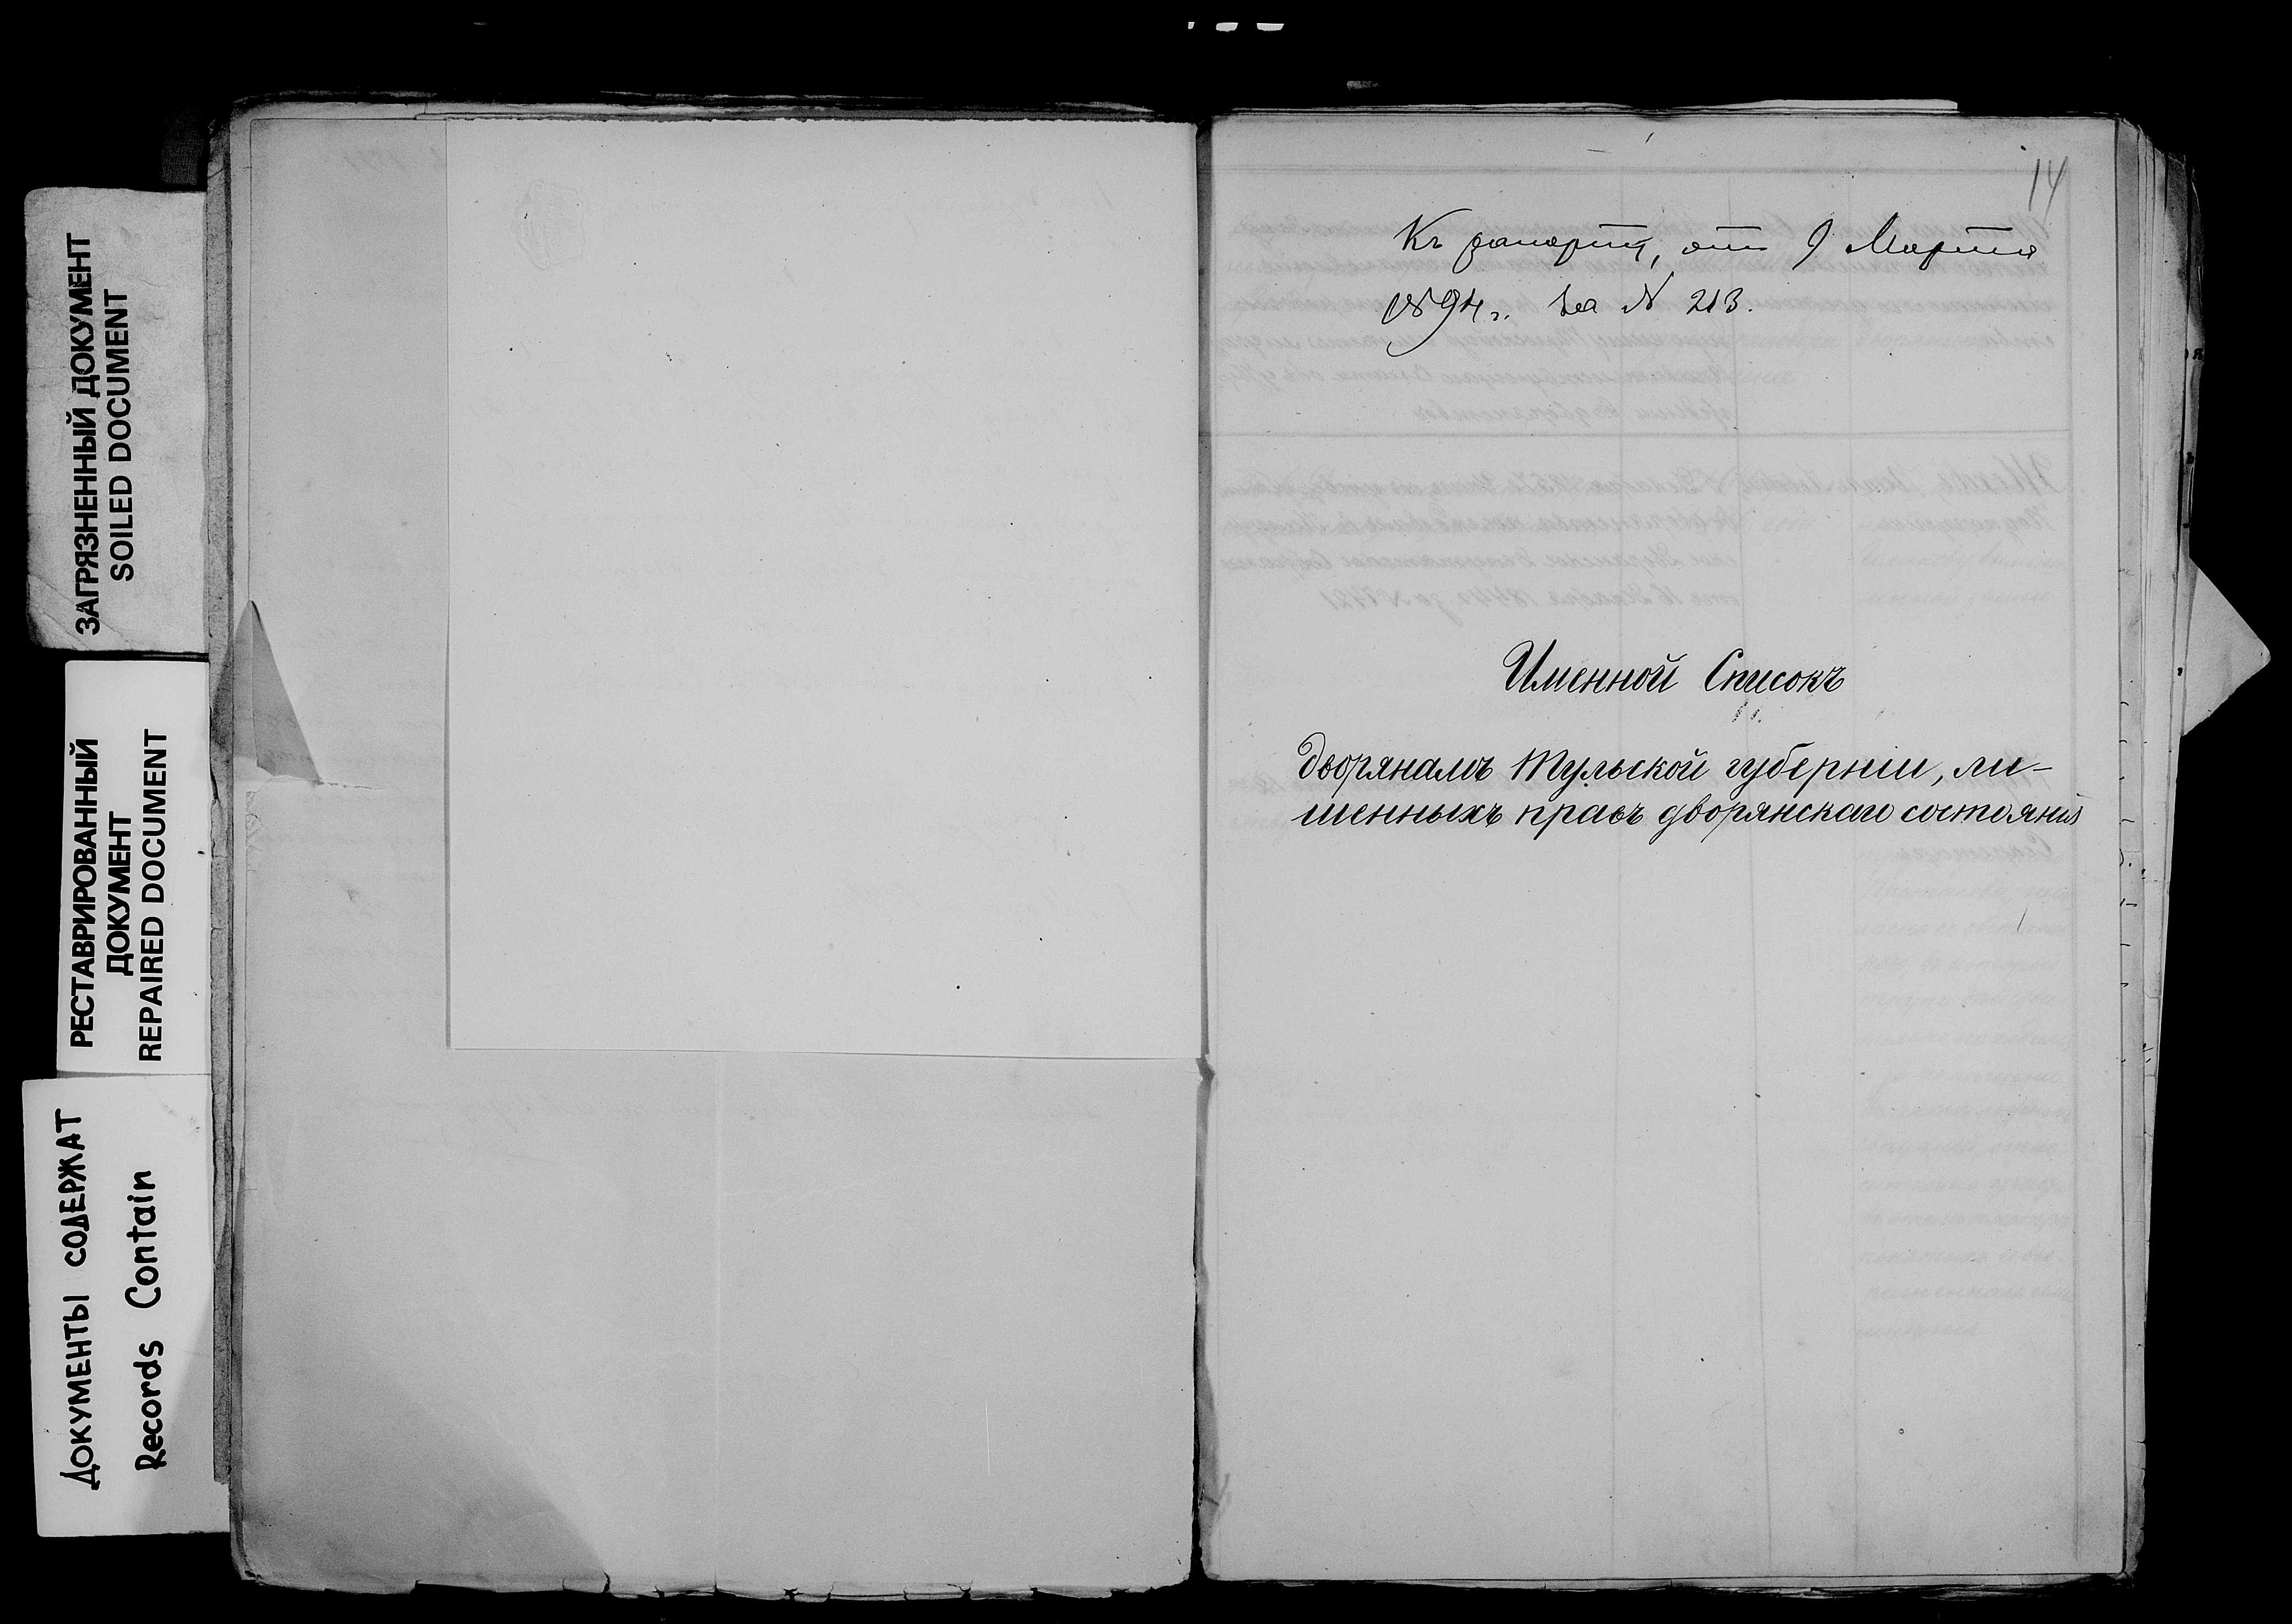 ЗАГРЯЗНЕННЫЙ ДОКУМЕНТ
SOILED DOCUMENT
РЕСТАВРИРОВАННЫЙ
ДОКУМЕНТ
REPAIRED DOCUMENT
ДОКУМЕНТЫ СОДЕРЖАТ
Records Contain
14
Къ рапорту, отъ 9 Марта
1894 г. за № 213.
Именной Списокъ
дворянамъ Тульской губерніи, ли-
шенныхъ правъ дворянскаго состоянія